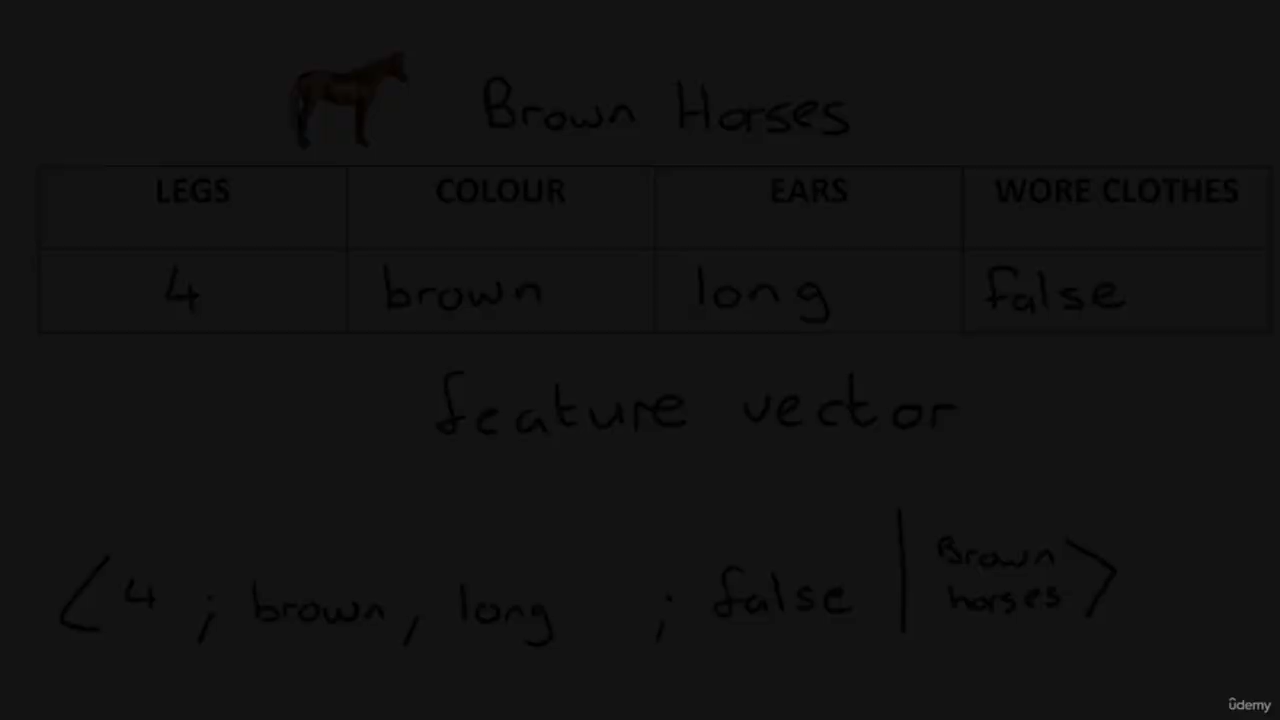 Brown Horses
LEGS COLOUR EARS WORE CLOTHES
4 brown long false
feature vector
<4 ; brown, long ; false | Brown horses>
ûdemy